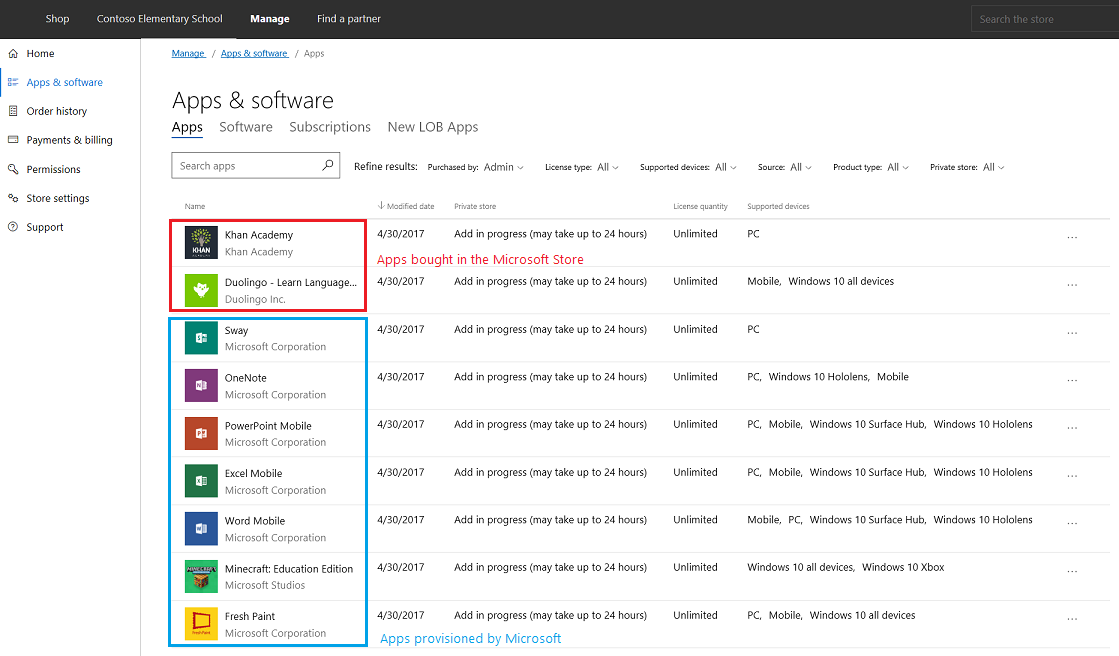 Shop Contoso Elementary School Manage Find a partner Search the store
Home
Apps & software
Order history
Payments & billing
Permissions
Store settings
Support
Manage / Apps & software / Apps
Apps & software
Apps Software Subscriptions New LOB Apps
Search apps Refine results: Purchased by: Admin License type: All Supported devices: All Source: All Product type: All Private store: All
Name Modified date Private store License quantity Supported devices
KHAN ACADEMY
Khan Academy 4/30/2017 Add in progress (may take up to 24 hours) Unlimited PC ...
Khan Academy
Apps bought in the Microsoft Store
Duolingo - Learn Language... 4/30/2017 Add in progress (may take up to 24 hours) Unlimited Mobile, Windows 10 all devices ...
Duolingo Inc.
Sway 4/30/2017 Add in progress (may take up to 24 hours) Unlimited PC ...
Microsoft Corporation
OneNote 4/30/2017 Add in progress (may take up to 24 hours) Unlimited PC, Windows 10 Hololens, Mobile ...
Microsoft Corporation
PowerPoint Mobile 4/30/2017 Add in progress (may take up to 24 hours) Unlimited PC, Mobile, Windows 10 Surface Hub, Windows 10 Hololens ...
Microsoft Corporation
Excel Mobile 4/30/2017 Add in progress (may take up to 24 hours) Unlimited PC, Mobile, Windows 10 Surface Hub, Windows 10 Hololens ...
Microsoft Corporation
Word Mobile 4/30/2017 Add in progress (may take up to 24 hours) Unlimited Mobile, PC, Windows 10 Surface Hub, Windows 10 Hololens ...
Microsoft Corporation
MINECRAFT
Minecraft: Education Edition 4/30/2017 Add in progress (may take up to 24 hours) Unlimited Windows 10 all devices, Windows 10 Xbox ...
Microsoft Studios
Fresh Paint 4/30/2017 Add in progress (may take up to 24 hours) Unlimited PC, Mobile, Windows 10 all devices ...
FreshPaint
Microsoft Corporation
Apps provisioned by Microsoft